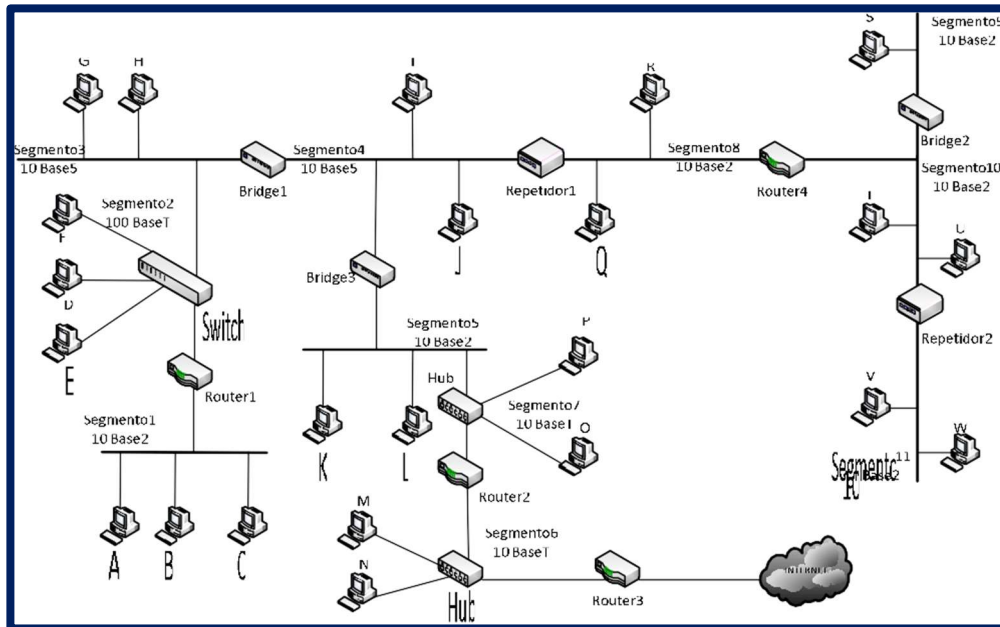 S
Segmento9
10 Base2
G
H
I
R
Bridge2
Segmento3
10 Base5
Bridge1
Segmento4
10 Base5
Repetidor1
Segmento8
10 Base2
Router4
Segmento10
10 Base2
Segmento2
100 BaseT
F
D
E
Switch
Router1
Segmento1
10 Base2
A
B
C
J
Q
Bridge3
Segmento5
10 Base2
Hub
P
Segmento7
10 BaseT
O
K
L
Router2
M
N
Segmento6
10 BaseT
Hub
Router3
INTERNET
Repetidor2
V
W
11